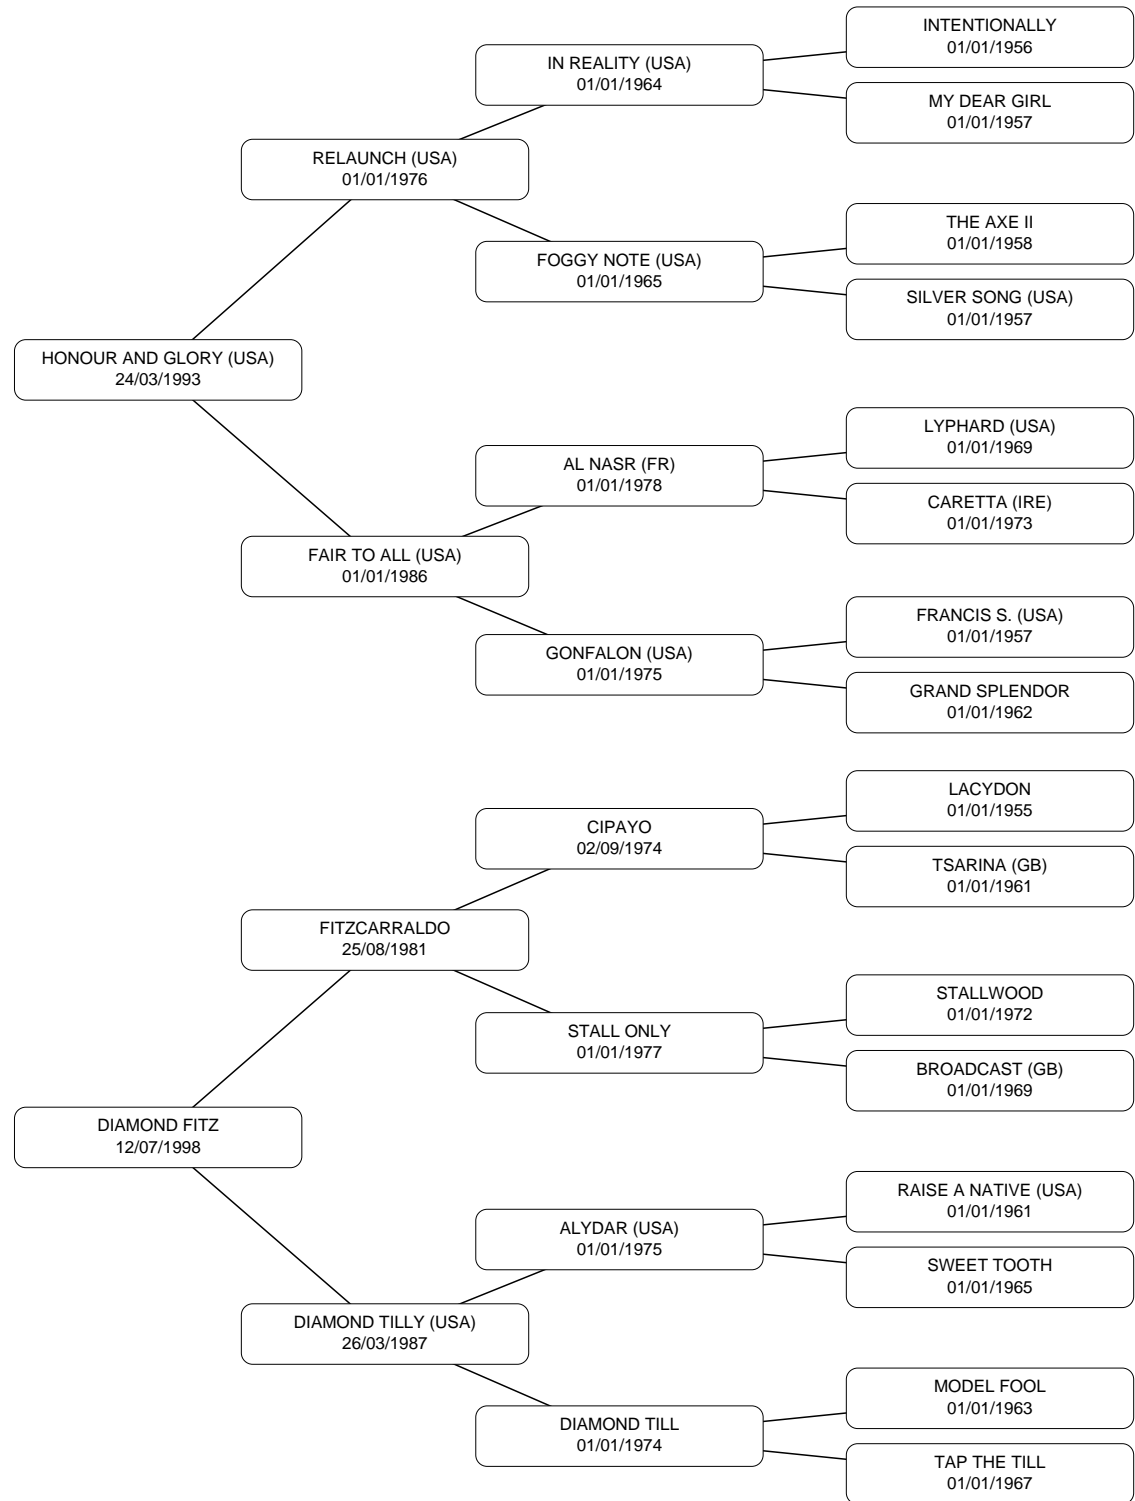 INTENTIONALLY
01/01/1956
IN REALITY (USA)
01/01/1964
MY DEAR GIRL
01/01/1957
RELAUNCH (USA)
01/01/1976
THE AXE II
01/01/1958
FOGGY NOTE (USA)
01/01/1965
SILVER SONG (USA)
01/01/1957
HONOUR AND GLORY (USA)
24/03/1993
LYPHARD (USA)
01/01/1969
AL NASR (FR)
01/01/1978
CARETTA (IRE)
01/01/1973
FAIR TO ALL (USA)
01/01/1986
FRANCIS S. (USA)
01/01/1957
GONFALON (USA)
01/01/1975
GRAND SPLENDOR
01/01/1962
LACYDON
01/01/1955
CIPAYO
02/09/1974
TSARINA (GB)
01/01/1961
FITZCARRALDO
25/08/1981
STALLWOOD
01/01/1972
STALL ONLY
01/01/1977
BROADCAST (GB)
01/01/1969
DIAMOND FITZ
12/07/1998
RAISE A NATIVE (USA)
01/01/1961
ALYDAR (USA)
01/01/1975
SWEET TOOTH
01/01/1965
DIAMOND TILLY (USA)
26/03/1987
MODEL FOOL
01/01/1963
DIAMOND TILL
01/01/1974
TAP THE TILL
01/01/1967